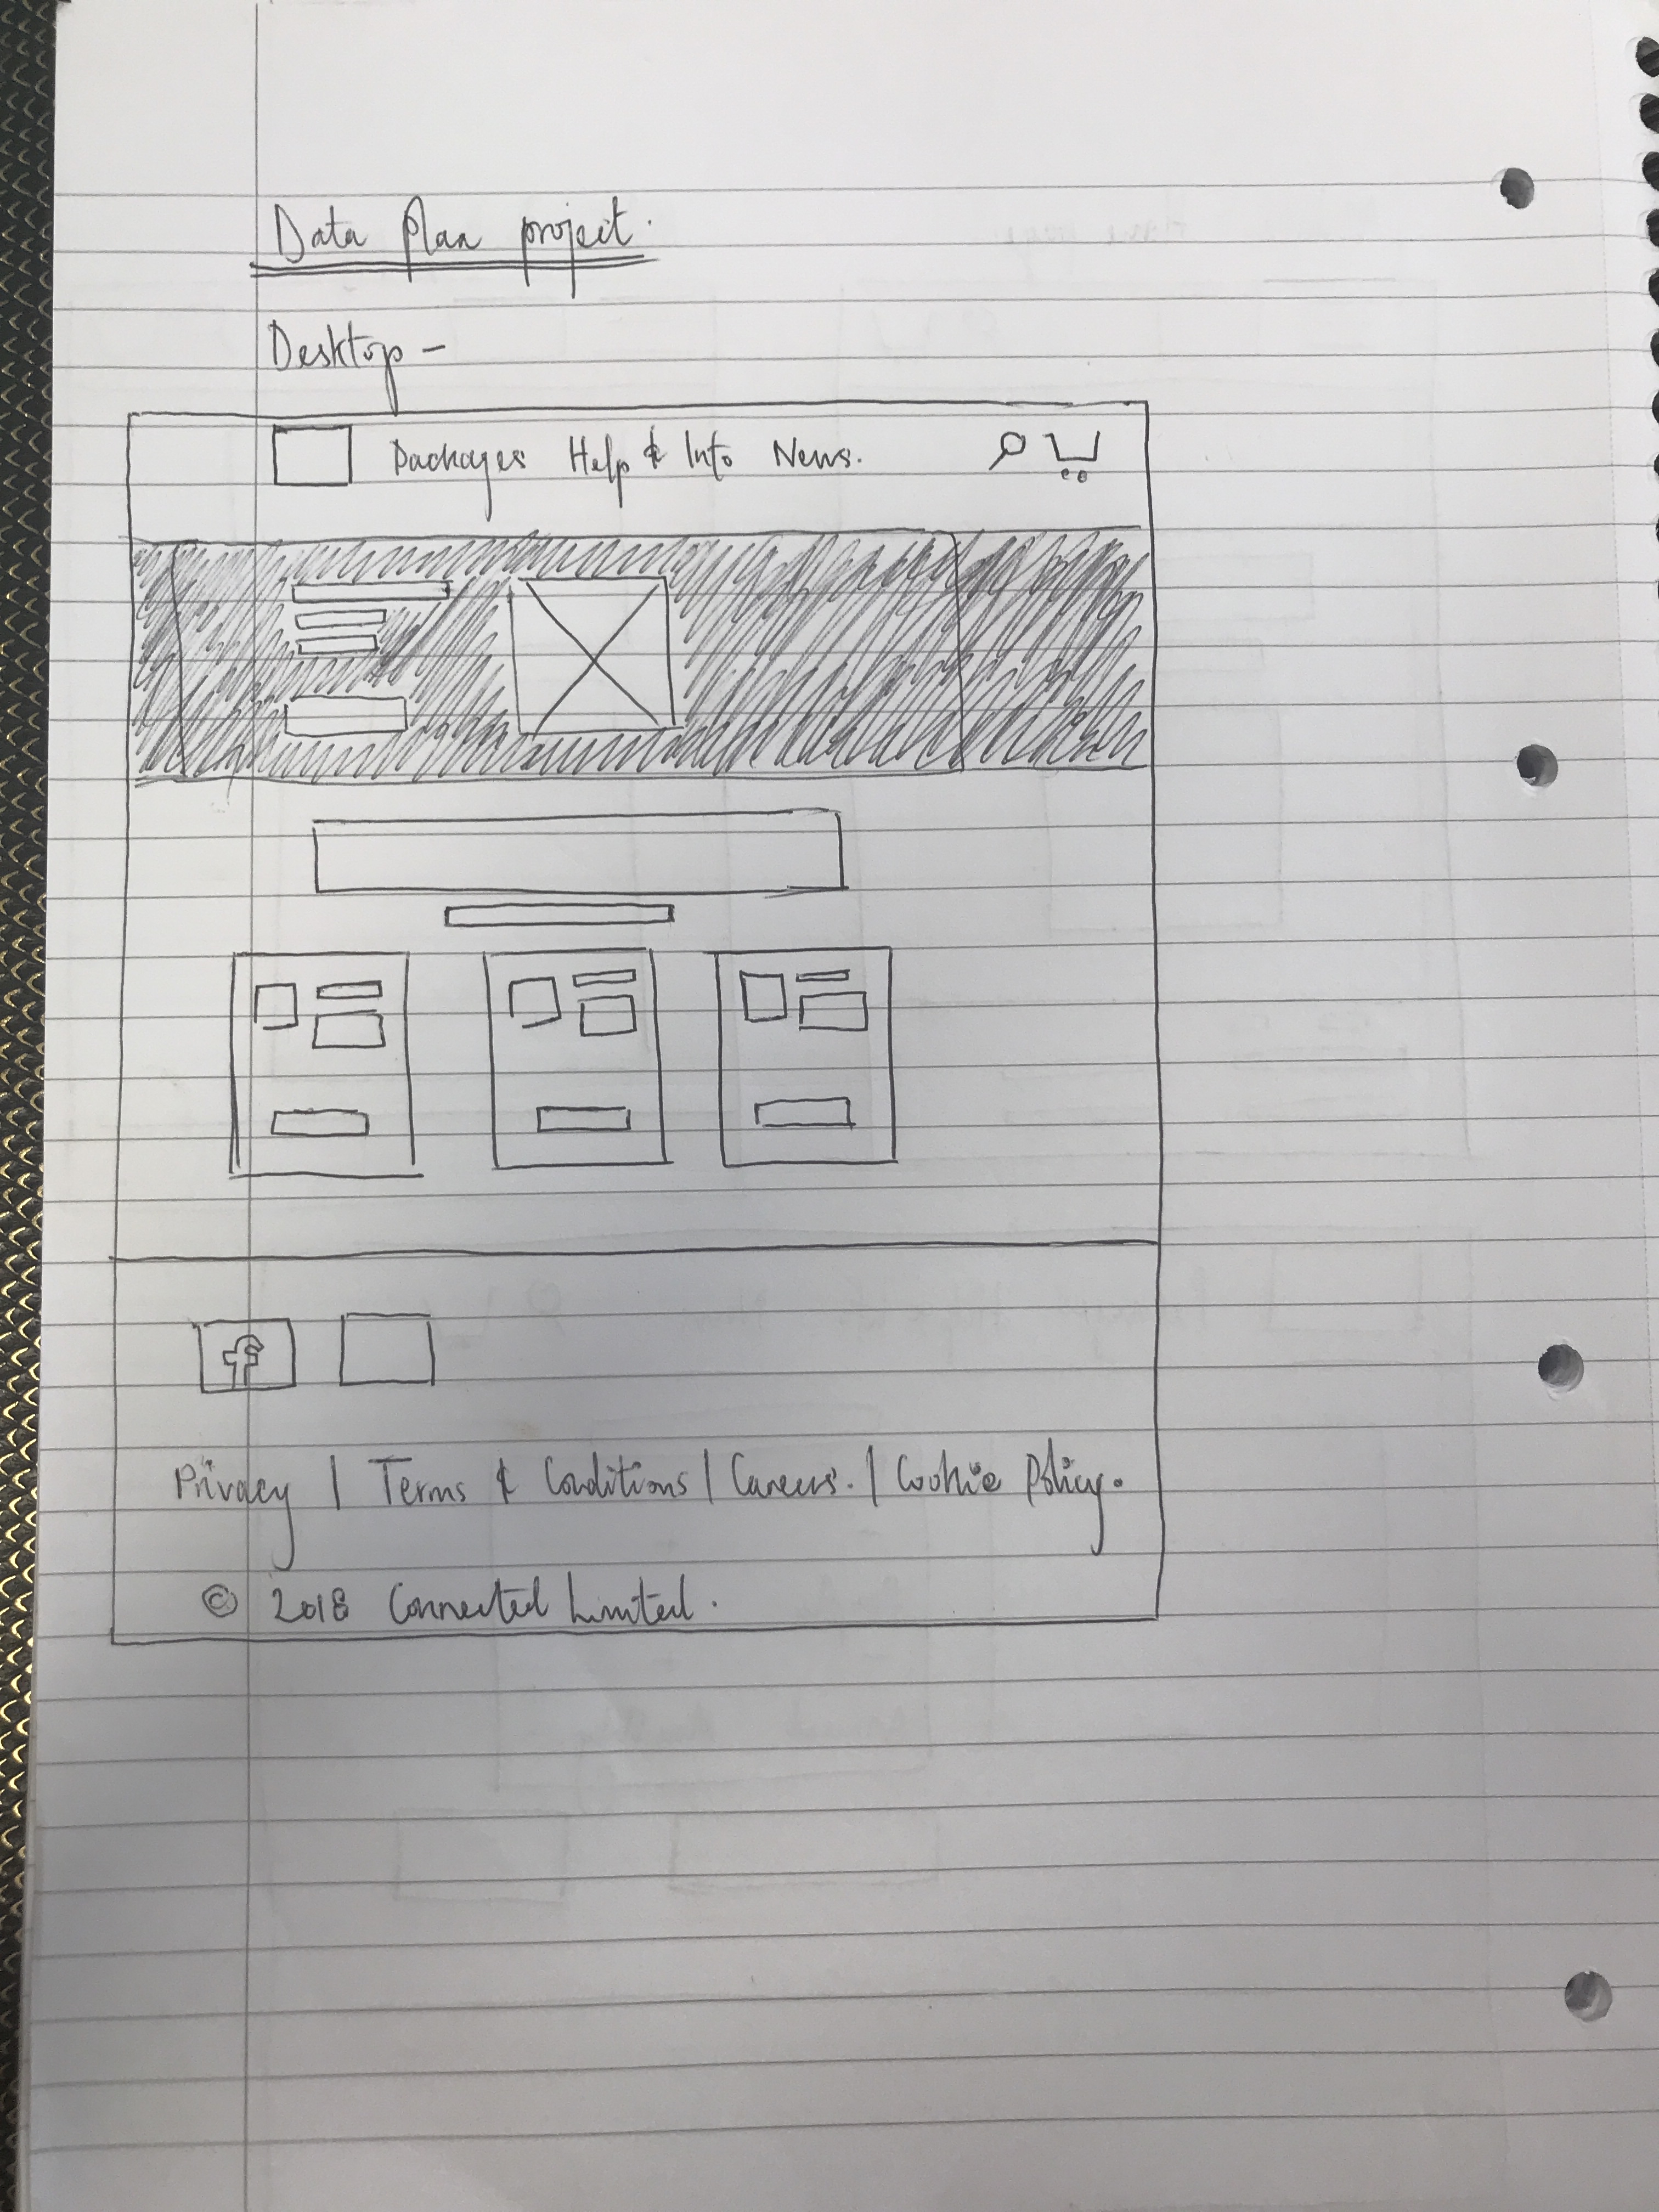 Data Plan project.
Desktop -
Packages Help & Info News.
f
Privacy | Terms & Conditions | Careers. | Cookie Policy.
© 2018 Connected Limited.